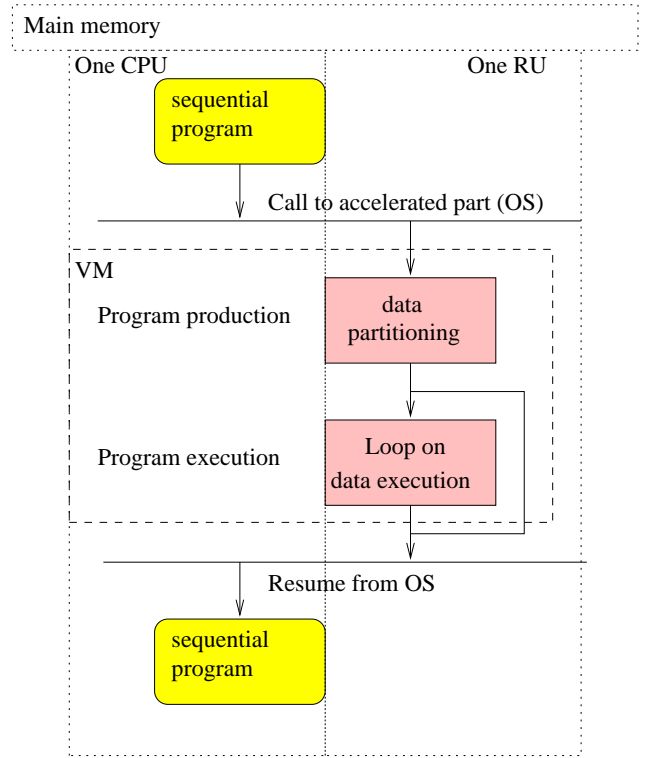 Main memory
One CPU
One RU
sequential
program
Call to accelerated part (OS)
VM
Program production
data
partitioning
Program execution
Loop on
data execution
Resume from OS
sequential
program